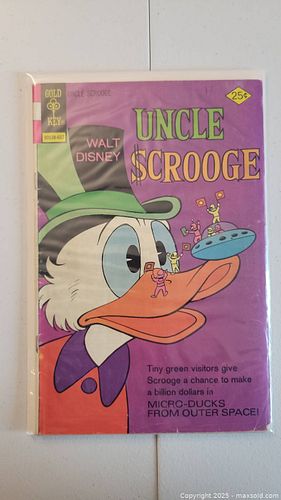 GOLD
KEY
UNCLE SCROOGE
25¢
UNCLE
WALT
DISNEY
$CROOGE
Tiny green visitors give
Scrooge a chance to make
a billion dollars in
MICRO-DUCKS
FROM OUTER SPACE!
Copyright 2025 - maxsold.com